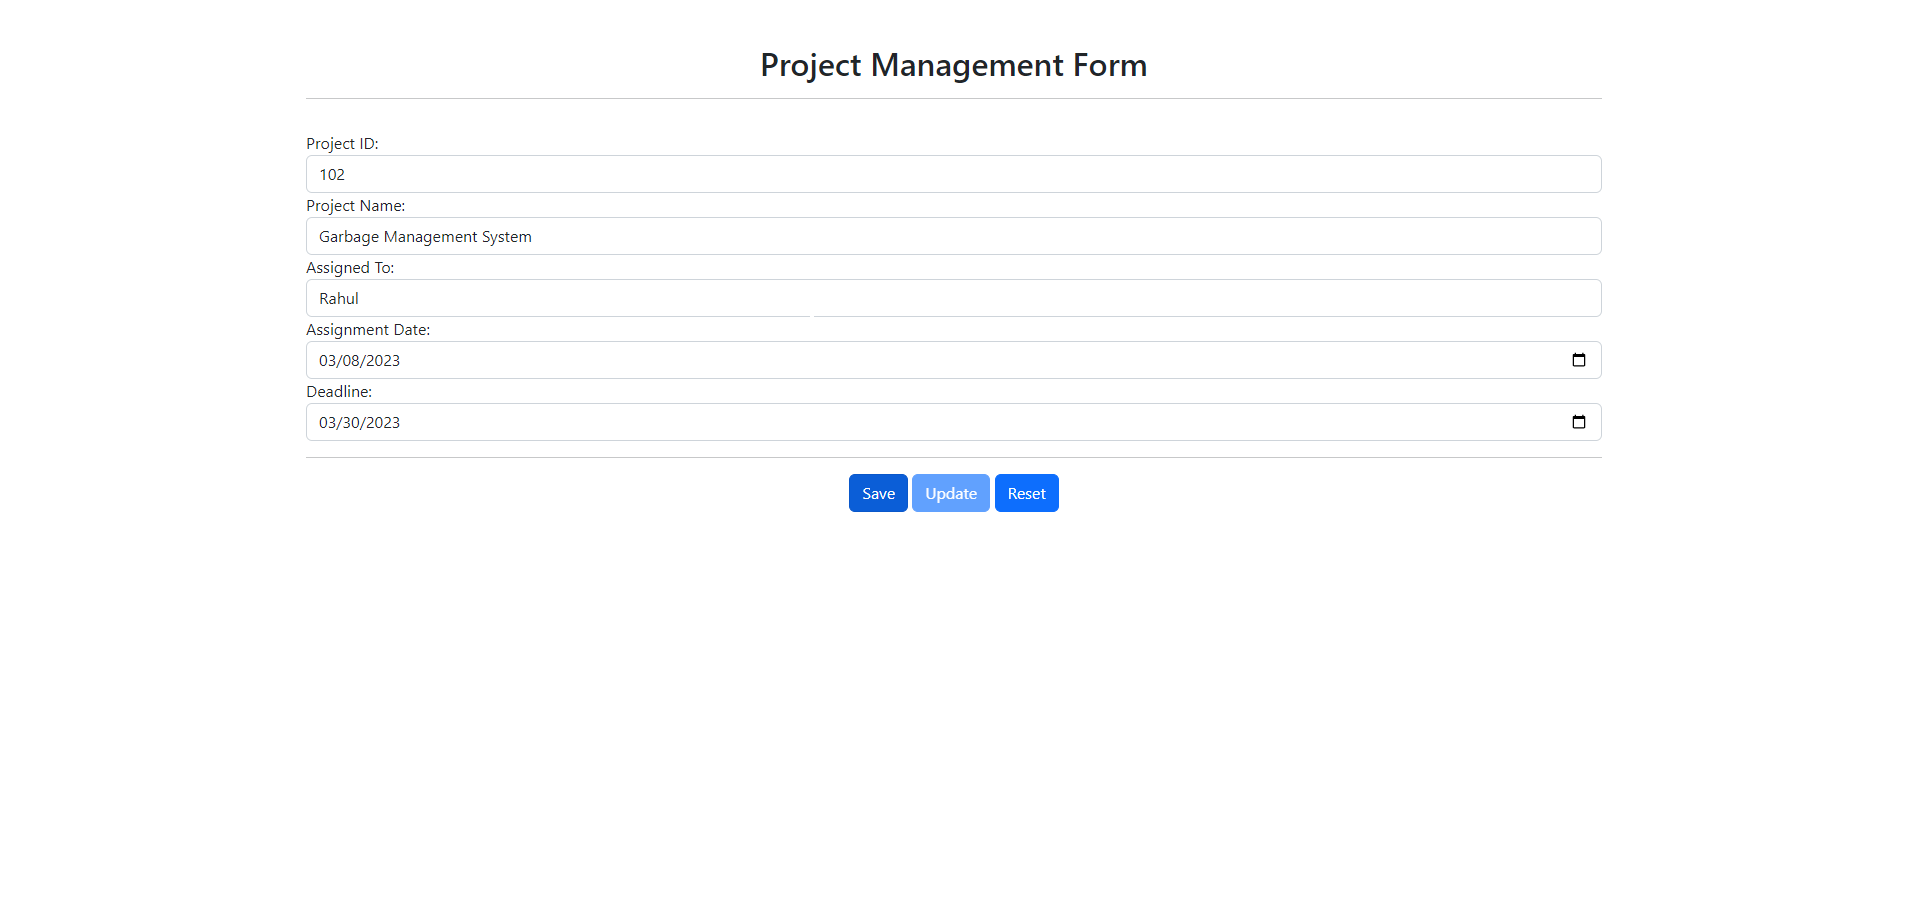 Project Management Form
Project ID:
102
Project Name:
Garbage Management System
Assigned To:
Rahul
Assignment Date:
03/08/2023
Deadline:
03/30/2023
Save Update Reset